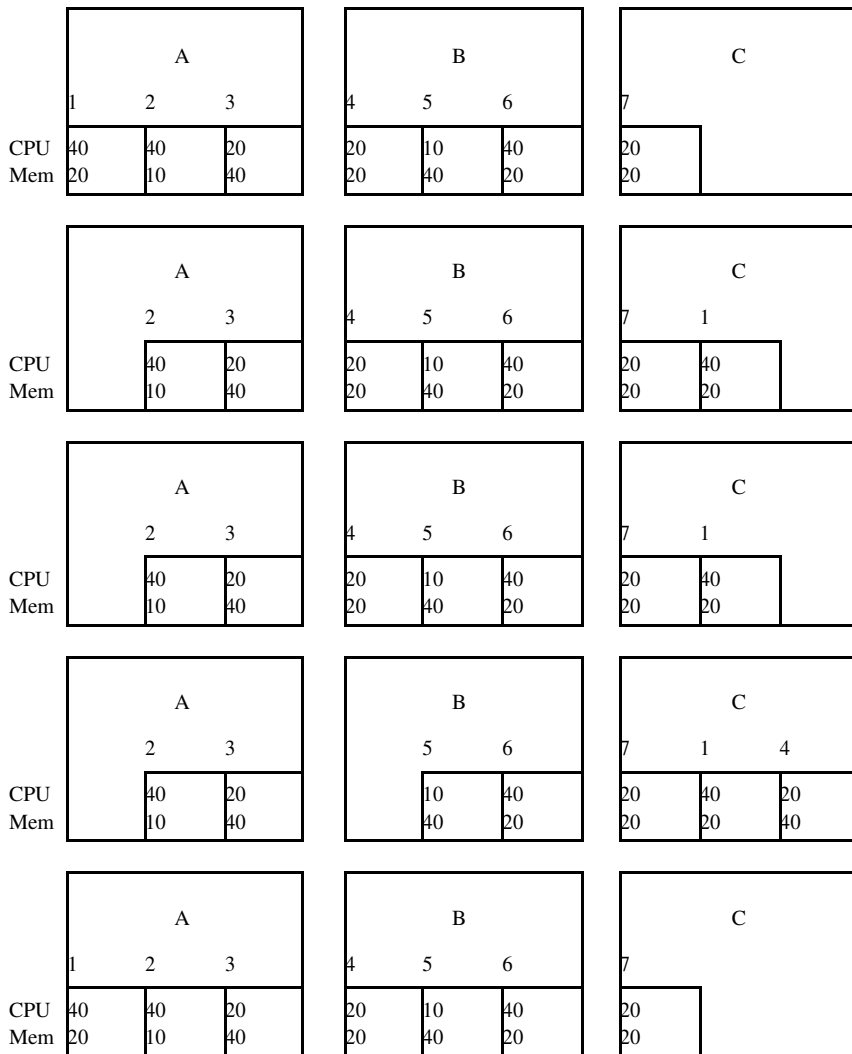 A B C
1 2 3 4 5 6 7
CPU 40 40 20 20 10 40 20
Mem 20 10 40 20 40 20 20
A B C
2 3 4 5 6 7 1
CPU 40 20 20 10 40 20 40
Mem 10 40 20 40 20 20 20
A B C
2 3 4 5 6 7 1
CPU 40 20 20 10 40 20 40
Mem 10 40 20 40 20 20 20
A B C
2 3 5 6 7 1 4
CPU 40 20 10 40 20 40 20
Mem 10 40 40 20 20 20 40
A B C
1 2 3 4 5 6 7
CPU 40 40 20 20 10 40 20
Mem 20 10 40 20 40 20 20